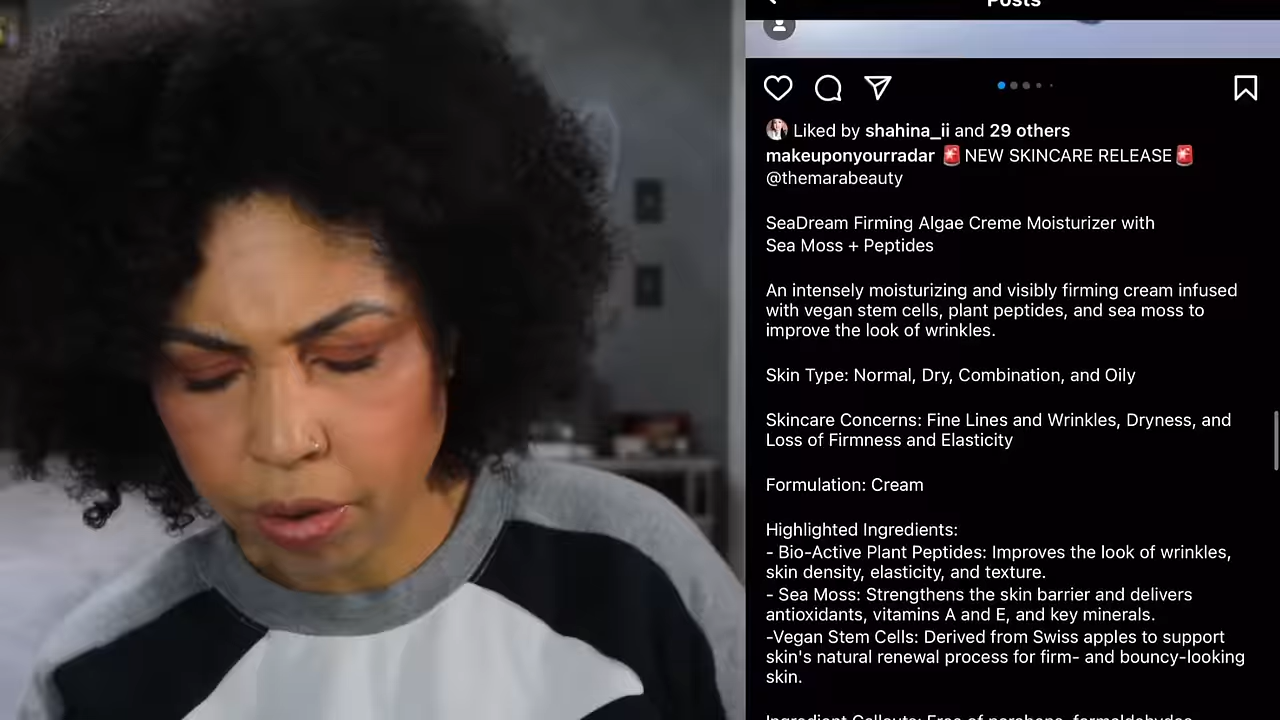 Posts
Liked by shahina_ii and 29 others
makeuponyourradar 🚨NEW SKINCARE RELEASE🚨
@themarabeauty
SeaDream Firming Algae Creme Moisturizer with
Sea Moss + Peptides
An intensely moisturizing and visibly firming cream infused
with vegan stem cells, plant peptides, and sea moss to
improve the look of wrinkles.
Skin Type: Normal, Dry, Combination, and Oily
Skincare Concerns: Fine Lines and Wrinkles, Dryness, and
Loss of Firmness and Elasticity
Formulation: Cream
Highlighted Ingredients:
- Bio-Active Plant Peptides: Improves the look of wrinkles,
skin density, elasticity, and texture.
- Sea Moss: Strengthens the skin barrier and delivers
antioxidants, vitamins A and E, and key minerals.
-Vegan Stem Cells: Derived from Swiss apples to support
skin's natural renewal process for firm- and bouncy-looking
skin.
Ingredient Callouts: Free of parabens, formaldehydes,